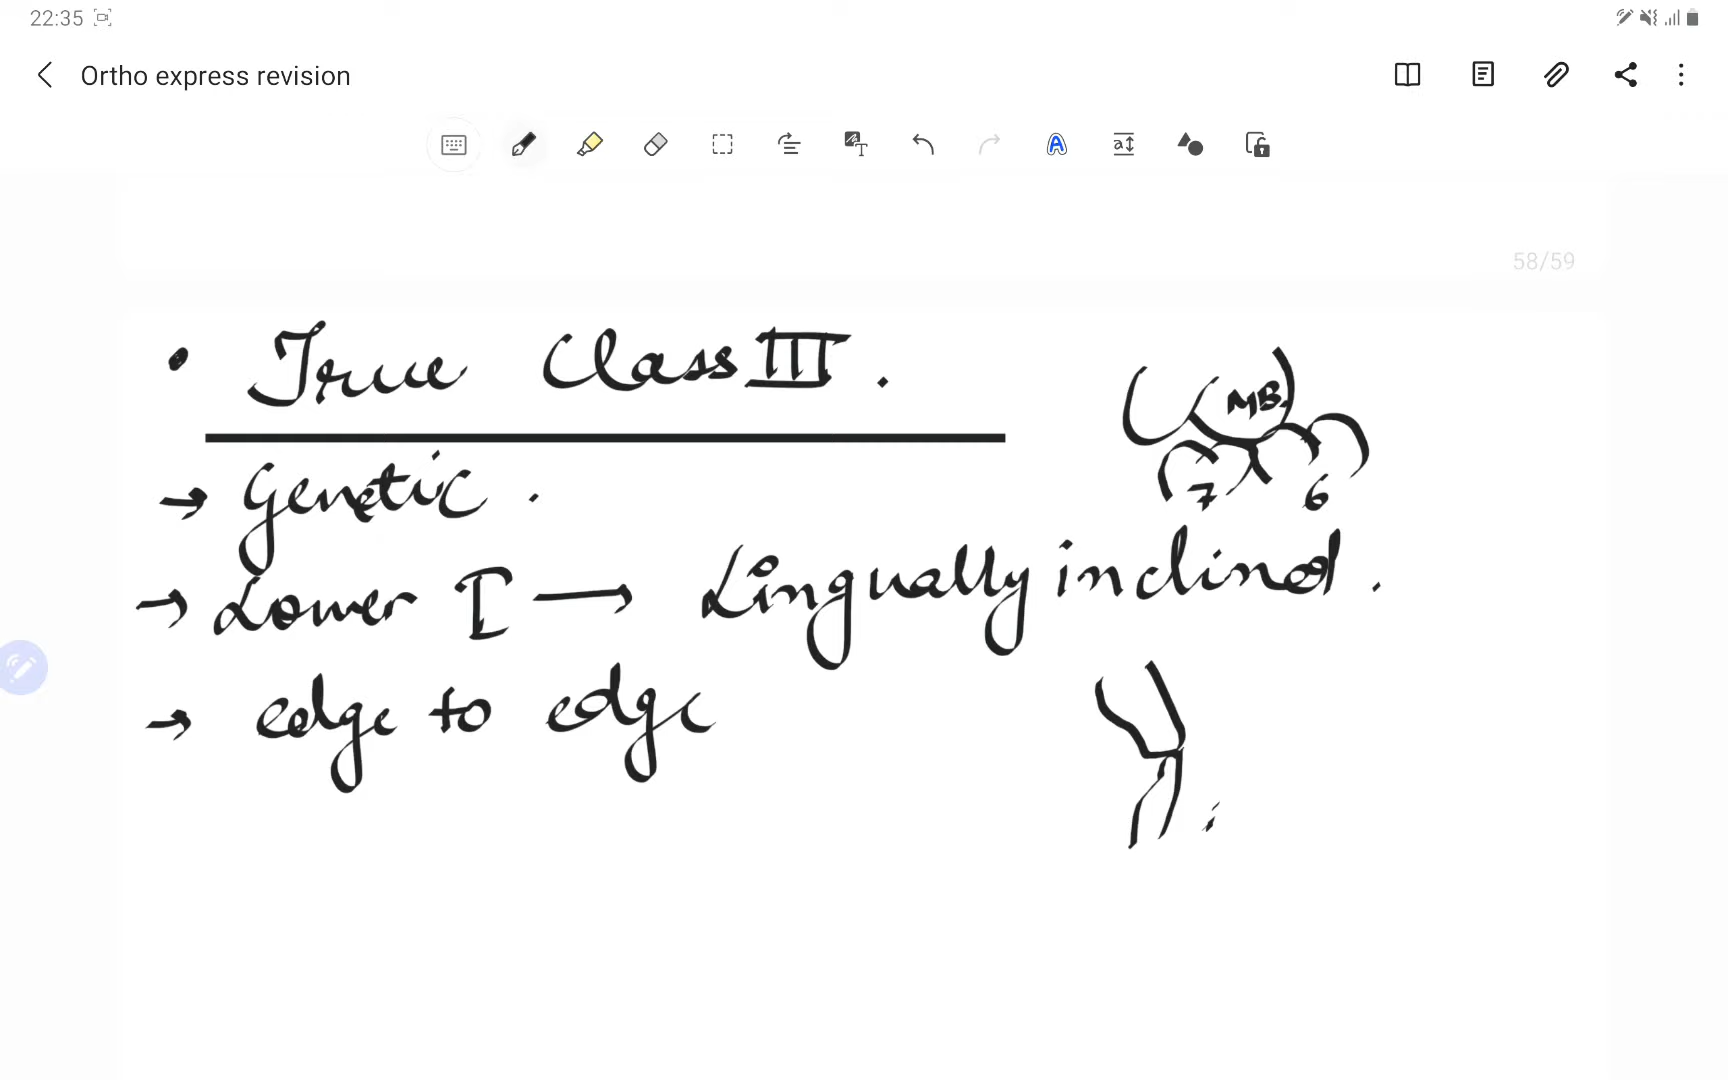 22:35
Ortho express revision
58/59
• True Class III.
MB.
7 6
→ Genetic.
→ Lower I → Lingually inclined.
→ edge to edge